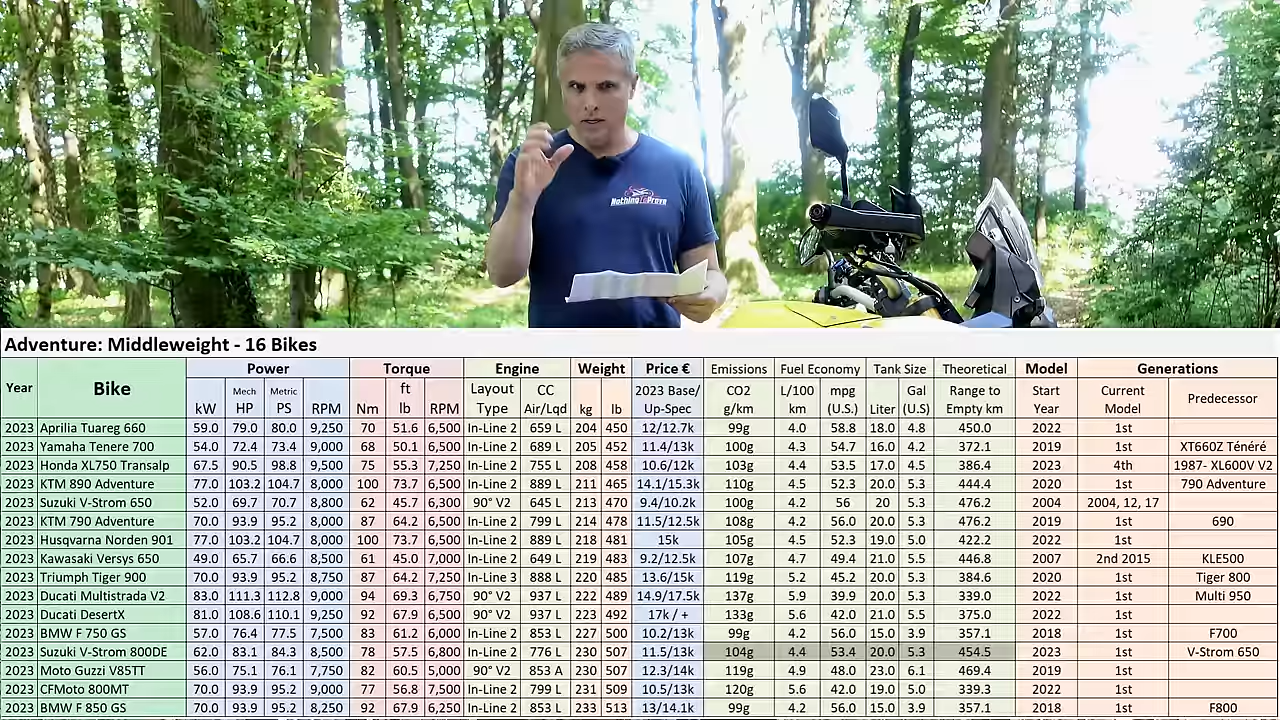 NothingToProve
Adventure: Middleweight - 16 Bikes
Year Bike Power Torque Engine Weight Price € Emissions Fuel Economy Tank Size Theoretical Model Generations
kW Mech HP Metric PS RPM Nm ft lb RPM Layout Type CC Air/Lqd kg lb 2023 Base/ Up-Spec CO2 g/km L/100 km mpg (U.S.) Liter Gal (U.S) Range to Empty km Start Year Current Model Predecessor
2023 Aprilia Tuareg 660 59.0 79.0 80.0 9,250 70 51.6 6,500 In-Line 2 659 L 204 450 12/12.7k 99g 4.0 58.8 18.0 4.8 450.0 2022 1st
2023 Yamaha Tenere 700 54.0 72.4 73.4 9,000 68 50.1 6,500 In-Line 2 689 L 205 452 11.4/13k 100g 4.3 54.7 16.0 4.2 372.1 2019 1st XT660Z Ténéré
2023 Honda XL750 Transalp 67.5 90.5 98.8 9,500 75 55.3 7,250 In-Line 2 755 L 208 458 10.6/12k 103g 4.4 53.5 17.0 4.5 386.4 2023 4th 1987- XL600V V2
2023 KTM 890 Adventure 77.0 103.2 104.7 8,000 100 73.7 6,500 In-Line 2 889 L 211 465 14.1/15.3k 110g 4.5 52.3 20.0 5.3 444.4 2020 1st 790 Adventure
2023 Suzuki V-Strom 650 52.0 69.7 70.7 8,800 62 45.7 6,300 90° V2 645 L 213 470 9.4/10.2k 100g 4.2 56 20 5.3 476.2 2004 2004, 12, 17
2023 KTM 790 Adventure 70.0 93.9 95.2 8,000 87 64.2 6,500 In-Line 2 799 L 214 478 11.5/12.5k 108g 4.2 56.0 20.0 5.3 476.2 2019 1st 690
2023 Husqvarna Norden 901 77.0 103.2 104.7 8,000 100 73.7 6,500 In-Line 2 889 L 218 481 15k 105g 4.5 52.3 19.0 5.0 422.2 2022 1st
2023 Kawasaki Versys 650 49.0 65.7 66.6 8,500 61 45.0 7,000 In-Line 2 649 L 219 483 9.2/12.5k 107g 4.7 49.4 21.0 5.5 446.8 2007 2nd 2015 KLE500
2023 Triumph Tiger 900 70.0 93.9 95.2 8,750 87 64.2 7,250 In-Line 3 888 L 220 485 13.6/15k 119g 5.2 45.2 20.0 5.3 384.6 2020 1st Tiger 800
2023 Ducati Multistrada V2 83.0 111.3 112.8 9,000 94 69.3 6,750 90° V2 937 L 222 489 14.9/17.5k 137g 5.9 39.9 20.0 5.3 339.0 2022 1st Multi 950
2023 Ducati DesertX 81.0 108.6 110.1 9,250 92 67.9 6,500 90° V2 937 L 223 492 17k / + 133g 5.6 42.0 21.0 5.5 375.0 2022 1st
2023 BMW F 750 GS 57.0 76.4 77.5 7,500 83 61.2 6,000 In-Line 2 853 L 227 500 10.2/13k 99g 4.2 56.0 15.0 3.9 357.1 2018 1st F700
2023 Suzuki V-Strom 800DE 62.0 83.1 84.3 8,500 78 57.5 6,800 In-Line 2 776 L 230 507 11.5/13k 104g 4.4 53.4 20.0 5.3 454.5 2023 1st V-Strom 650
2023 Moto Guzzi V85TT 56.0 75.1 76.1 7,750 82 60.5 5,000 90° V2 853 A 230 507 12.3/14k 119g 4.9 48.0 23.0 6.1 469.4 2019 1st
2023 CFMoto 800MT 70.0 93.9 95.2 9,000 77 56.8 7,500 In-Line 2 799 L 231 509 10.5/13k 120g 5.6 42.0 19.0 5.0 339.3 2022 1st
2023 BMW F 850 GS 70.0 93.9 95.2 8,250 92 67.9 6,250 In-Line 2 853 L 233 513 13/14.1k 99g 4.2 56.0 15.0 3.9 357.1 2018 1st F800